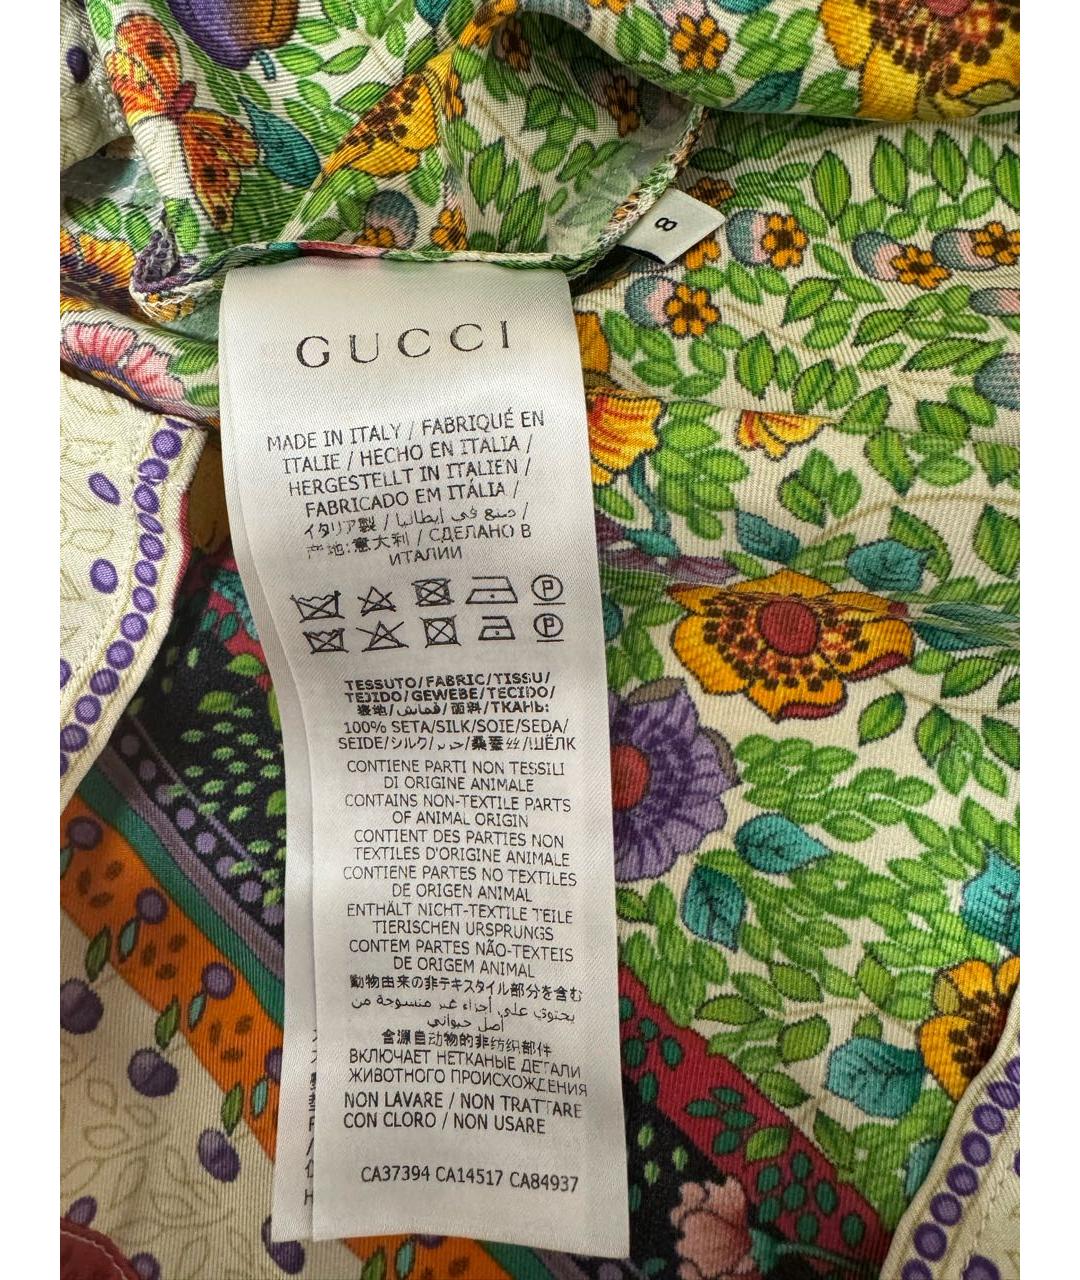 8
GUCCI
MADE IN ITALY / FABRIQUÉ EN
ITALIE / HECHO EN ITALIA /
HERGESTELLT IN ITALIEN /
FABRICADO EM ITÁLIA /
イタリア製 / صنع في إيطاليا /
产地:意大利 / СДЕЛАНО В
ИТАЛИИ
P
P
TESSUTO/FABRIC/TISSU/
TEJIDO/GEWEBE/TECIDO/
表地/قماش/面料/ТКАНЬ:
100% SETA/SILK/SOIE/SEDA/
SEIDE/シルク/حرير/桑蚕丝/ШЁЛК
CONTIENE PARTI NON TESSILI
DI ORIGINE ANIMALE
CONTAINS NON-TEXTILE PARTS
OF ANIMAL ORIGIN
CONTIENT DES PARTIES NON
TEXTILES D'ORIGINE ANIMALE
CONTIENE PARTES NO TEXTILES
DE ORIGEN ANIMAL
ENTHÄLT NICHT-TEXTILE TEILE
TIERISCHEN URSPRUNGS
CONTÉM PARTES NÃO-TEXTEIS
DE ORIGEM ANIMAL
動物由来の非テキスタイル部分を含む
يحتوي على أجزاء غير منسوجة من
أصل حيواني
含源自动物的非纺织部件
ВКЛЮЧАЕТ НЕТКАНЫЕ ДЕТАЛИ
ЖИВОТНОГО ПРОИСХОЖДЕНИЯ
NON LAVARE / NON TRATTARE
CON CLORO / NON USARE
CA37394 CA14517 CA84937